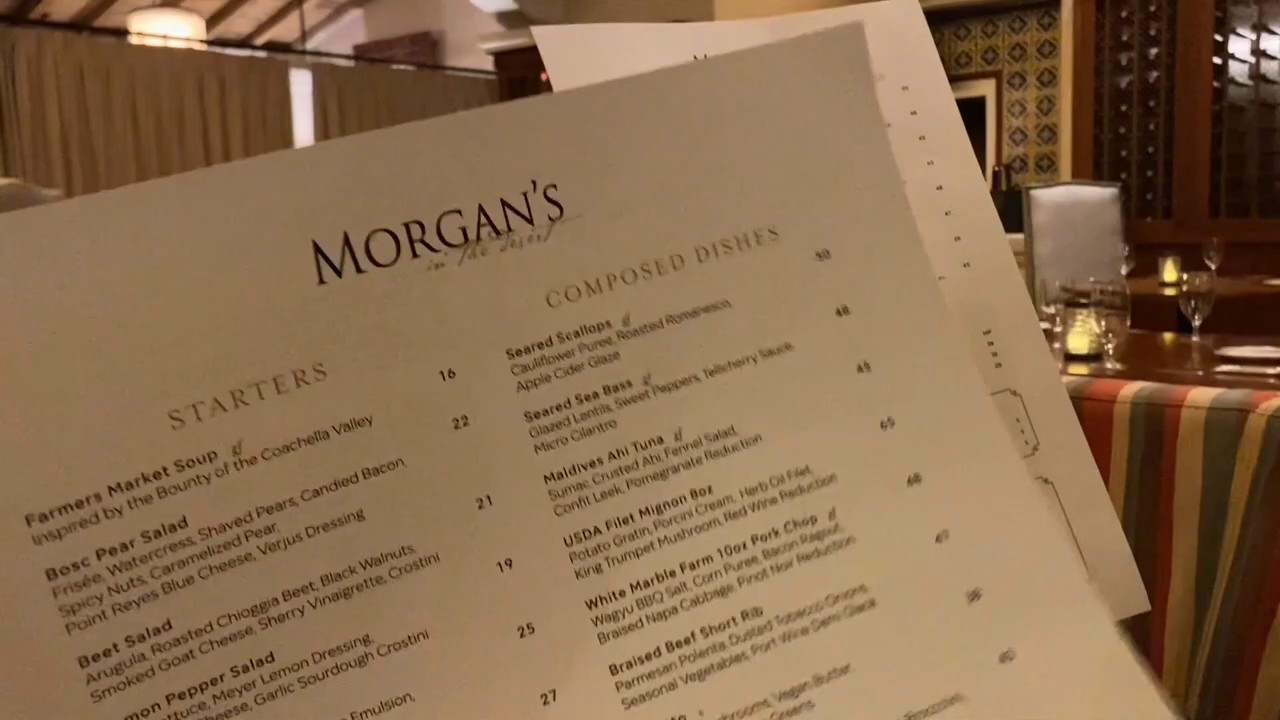 MORGAN'S
in the desert
STARTERS
Farmers Market Soup gf
Inspired by the Bounty of the Coachella Valley
16
Bosc Pear Salad
Frisée, Watercress, Shaved Pears, Candied Bacon
Spicy Nuts, Caramelized Pear,
Point Reyes Blue Cheese, Verjus Dressing
22
Beet Salad
Arugula, Roasted Chioggia Beet, Black Walnuts,
Smoked Goat Cheese, Sherry Vinaigrette, Crostini
21
Pepper Salad
Meyer Lemon Dressing,
Garlic Sourdough Crostini
19
Emulsion,
25
27
COMPOSED DISHES
Seared Scallops gf
Cauliflower Puree, Roasted Romanesco,
Apple Cider Glaze
50
Seared Sea Bass gf
Glazed Lentils, Sweet Peppers, Tellicherry Sauce,
Micro Cilantro
48
Maldives Ahi Tuna gf
Sumac Crusted Ahi, Fennel Salad,
Confit Leek, Pomegranate Reduction
USDA Filet Mignon 8oz
Potato Gratin, Porcini Cream, Herb Oil Filet,
King Trumpet Mushroom, Red Wine Reduction
White Marble Farm 10oz Pork Chop gf
Wagyu BBQ Salt, Corn Puree, Bacon Ragout,
Braised Napa Cabbage, Pinot Noir Reduction
Braised Beef Short Rib
Parmesan Polenta, Dusted Tobacco Onions,
Seasonal Vegetables, Port Wine Demi-Glace
Vegan Butter,
Greens